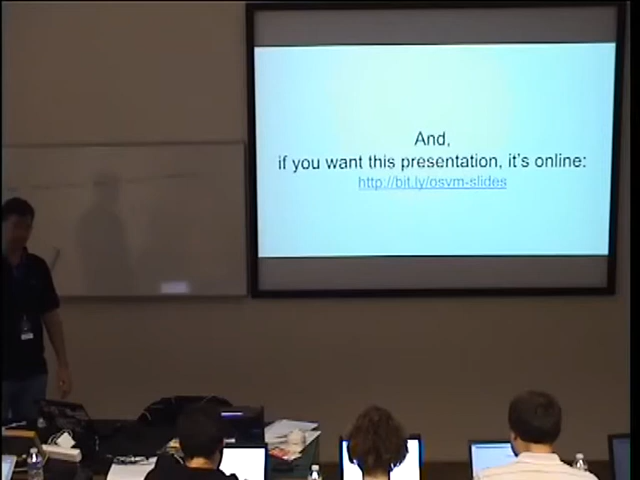 And,
if you want this presentation, it's online:
http://bit.ly/osvm-slides